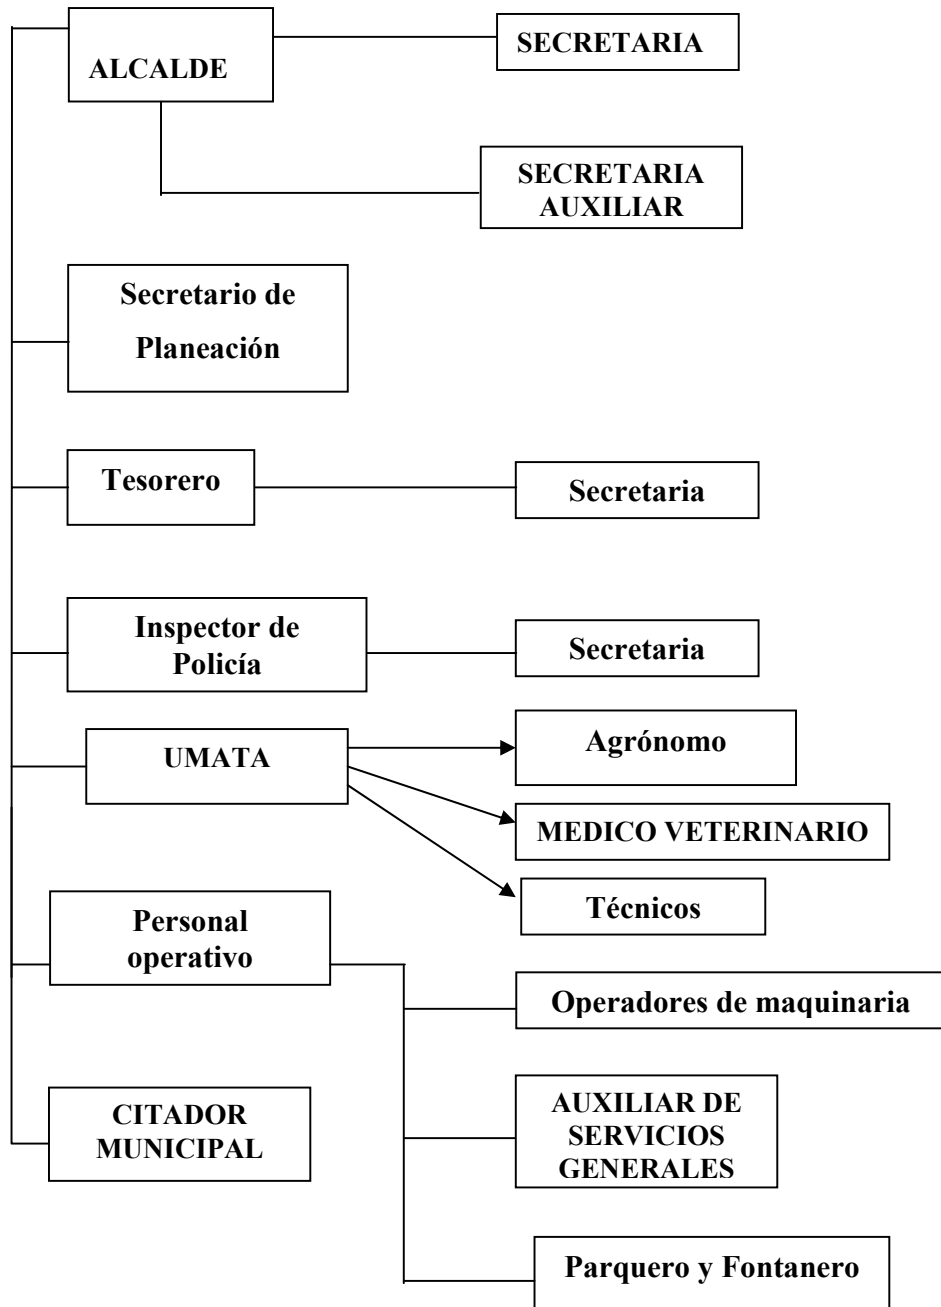 ALCALDE
SECRETARIA
SECRETARIA
AUXILIAR
Secretario de
Planeación
Tesorero
Secretaria
Inspector de
Policía
Secretaria
UMATA
Agrónomo
MEDICO VETERINARIO
Técnicos
Personal
operativo
Operadores de maquinaria
AUXILIAR DE
SERVICIOS
GENERALES
Parquero y Fontanero
CITADOR
MUNICIPAL